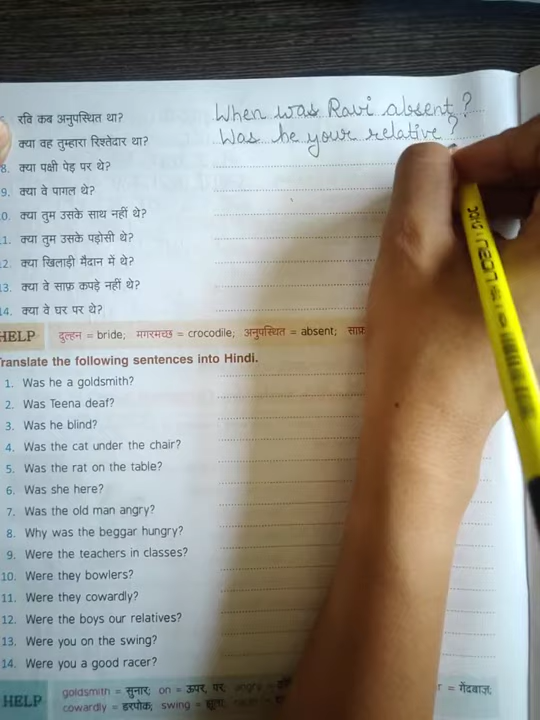 रवि कब अनुपस्थित था? When was Ravi absent?
क्या वह तुम्हारा रिश्तेदार था? Was he your relative?
8. क्या पक्षी पेड़ पर थे?
9. क्या वे पागल थे?
0. क्या तुम उसके साथ नहीं थे?
1. क्या तुम उसके पड़ोसी थे?
2. क्या खिलाड़ी मैदान में थे?
13. क्या वे साफ़ कपड़े नहीं थे?
14. क्या वे घर पर थे?
HELP दुल्हन = bride; मगरमच्छ = crocodile; अनुपस्थित = absent; साफ़
Translate the following sentences into Hindi.
1. Was he a goldsmith?
2. Was Teena deaf?
3. Was he blind?
4. Was the cat under the chair?
5. Was the rat on the table?
6. Was she here?
7. Was the old man angry?
8. Why was the beggar hungry?
9. Were the teachers in classes?
10. Were they bowlers?
11. Were they cowardly?
12. Were the boys our relatives?
13. Were you on the swing?
14. Were you a good racer?
HELP goldsmith = सुनार; on = ऊपर, पर; angry = r = गेंदबाज़;
cowardly = डरपोक; swing = झूला;